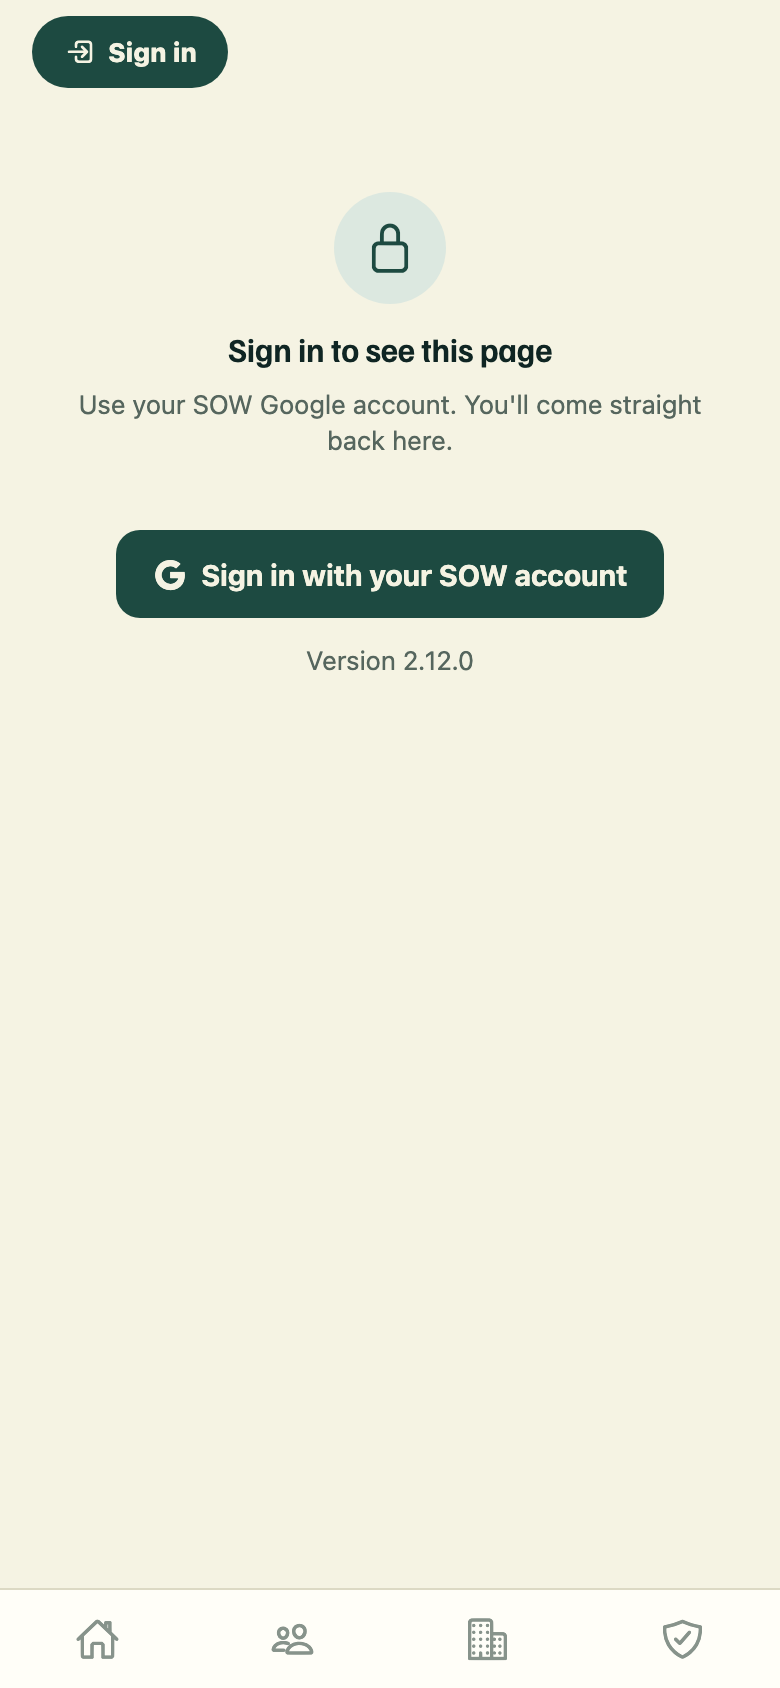 Sign in
Sign in to see this page
Use your SOW Google account. You'll come straight
back here.
Sign in with your SOW account
Version 2.12.0